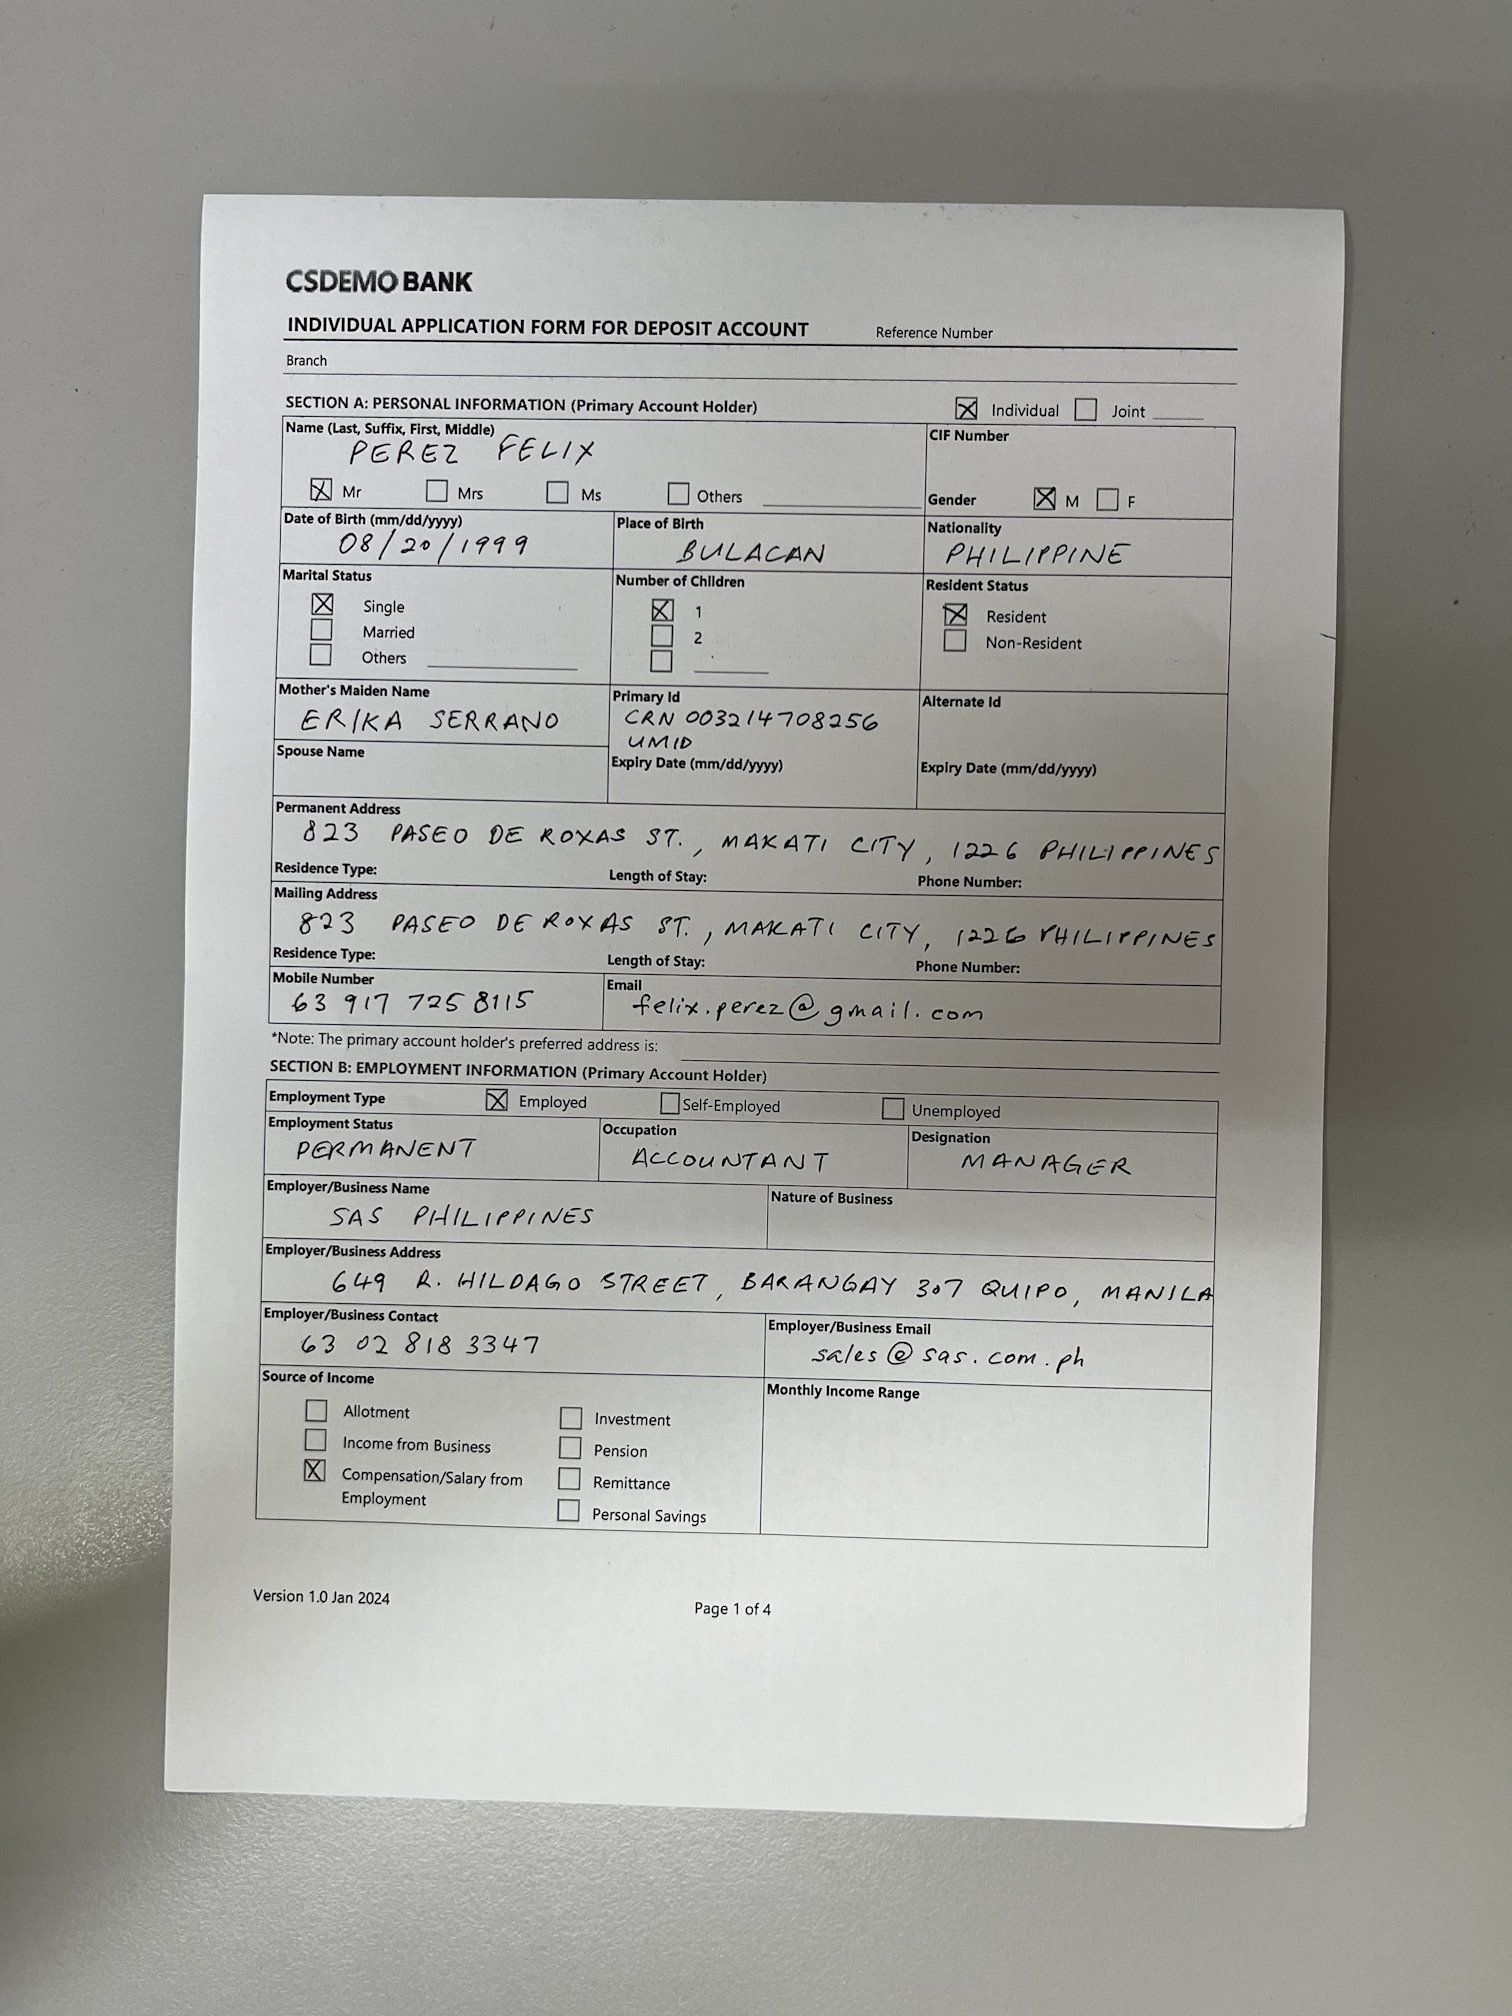 CSDEMO BANK
INDIVIDUAL APPLICATION FORM FOR DEPOSIT ACCOUNT Reference Number
Branch
SECTION A: PERSONAL INFORMATION (Primary Account Holder) Individual Joint
Name (Last, Suffix, First, Middle) CIF Number
PEREZ FELIX
Mr Mrs Ms Others Gender M F
Date of Birth (mm/dd/yyyy) Place of Birth Nationality
08/20/1999 BULACAN PHILIPPINE
Marital Status Number of Children Resident Status
Single 1 Resident
Married 2 Non-Resident
Others
Mother's Maiden Name Primary Id Alternate Id
ERIKA SERRANO CRN 003214708256
UMID
Spouse Name Expiry Date (mm/dd/yyyy) Expiry Date (mm/dd/yyyy)
Permanent Address
823 PASEO DE ROXAS ST., MAKATI CITY, 1226 PHILIPPINES
Residence Type: Length of Stay: Phone Number:
Mailing Address
823 PASEO DE ROXAS ST., MAKATI CITY, 1226 PHILIPPINES
Residence Type: Length of Stay: Phone Number:
Mobile Number Email
63 917 725 8115 felix.perez@gmail.com
*Note: The primary account holder's preferred address is:
SECTION B: EMPLOYMENT INFORMATION (Primary Account Holder)
Employment Type Employed Self-Employed Unemployed
Employment Status Occupation Designation
PERMANENT ACCOUNTANT MANAGER
Employer/Business Name Nature of Business
SAS PHILIPPINES
Employer/Business Address
649 R. HILDAGO STREET, BARANGAY 307 QUIPO, MANILA
Employer/Business Contact Employer/Business Email
63 02 818 3347 sales@sas.com.ph
Source of Income Monthly Income Range
Allotment Investment
Income from Business Pension
Compensation/Salary from Remittance
Employment Personal Savings
Version 1.0 Jan 2024 Page 1 of 4